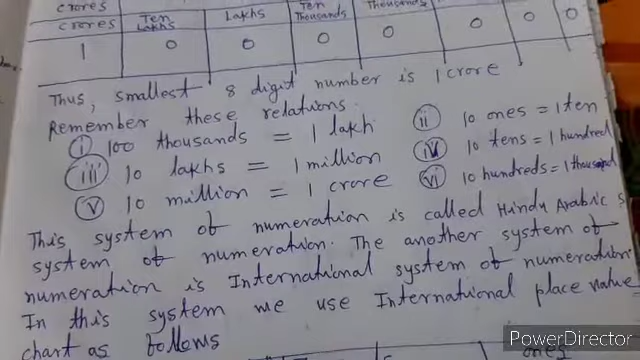 crores
crores Ten Lakhs Lakhs Ten Thousands Thousands
1 0 0 0 0 0 0 0
Thus, smallest 8 digit number is 1 crore
Remember these relations.
(i) 100 thousands = 1 lakh (ii) 10 ones = 1 ten
(iii) 10 lakhs = 1 million (iv) 10 tens = 1 hundred
(v) 10 million = 1 crore (vi) 10 hundreds = 1 thousand
This system of numeration is called Hindu Arabic S
system of numeration. The another system of
numeration is International system of numeration
In this system we use International place value
chart as follows
ones
PowerDirector